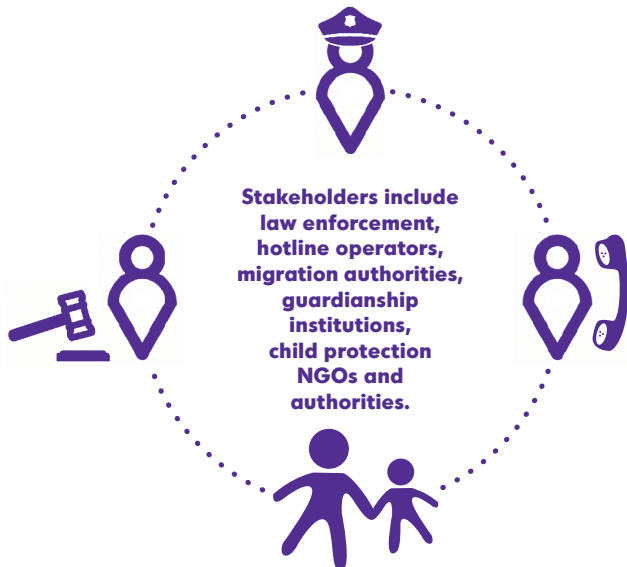 Stakeholders include
law enforcement,
hotline operators,
migration authorities,
guardianship
institutions,
child protection
NGOs and
authorities.